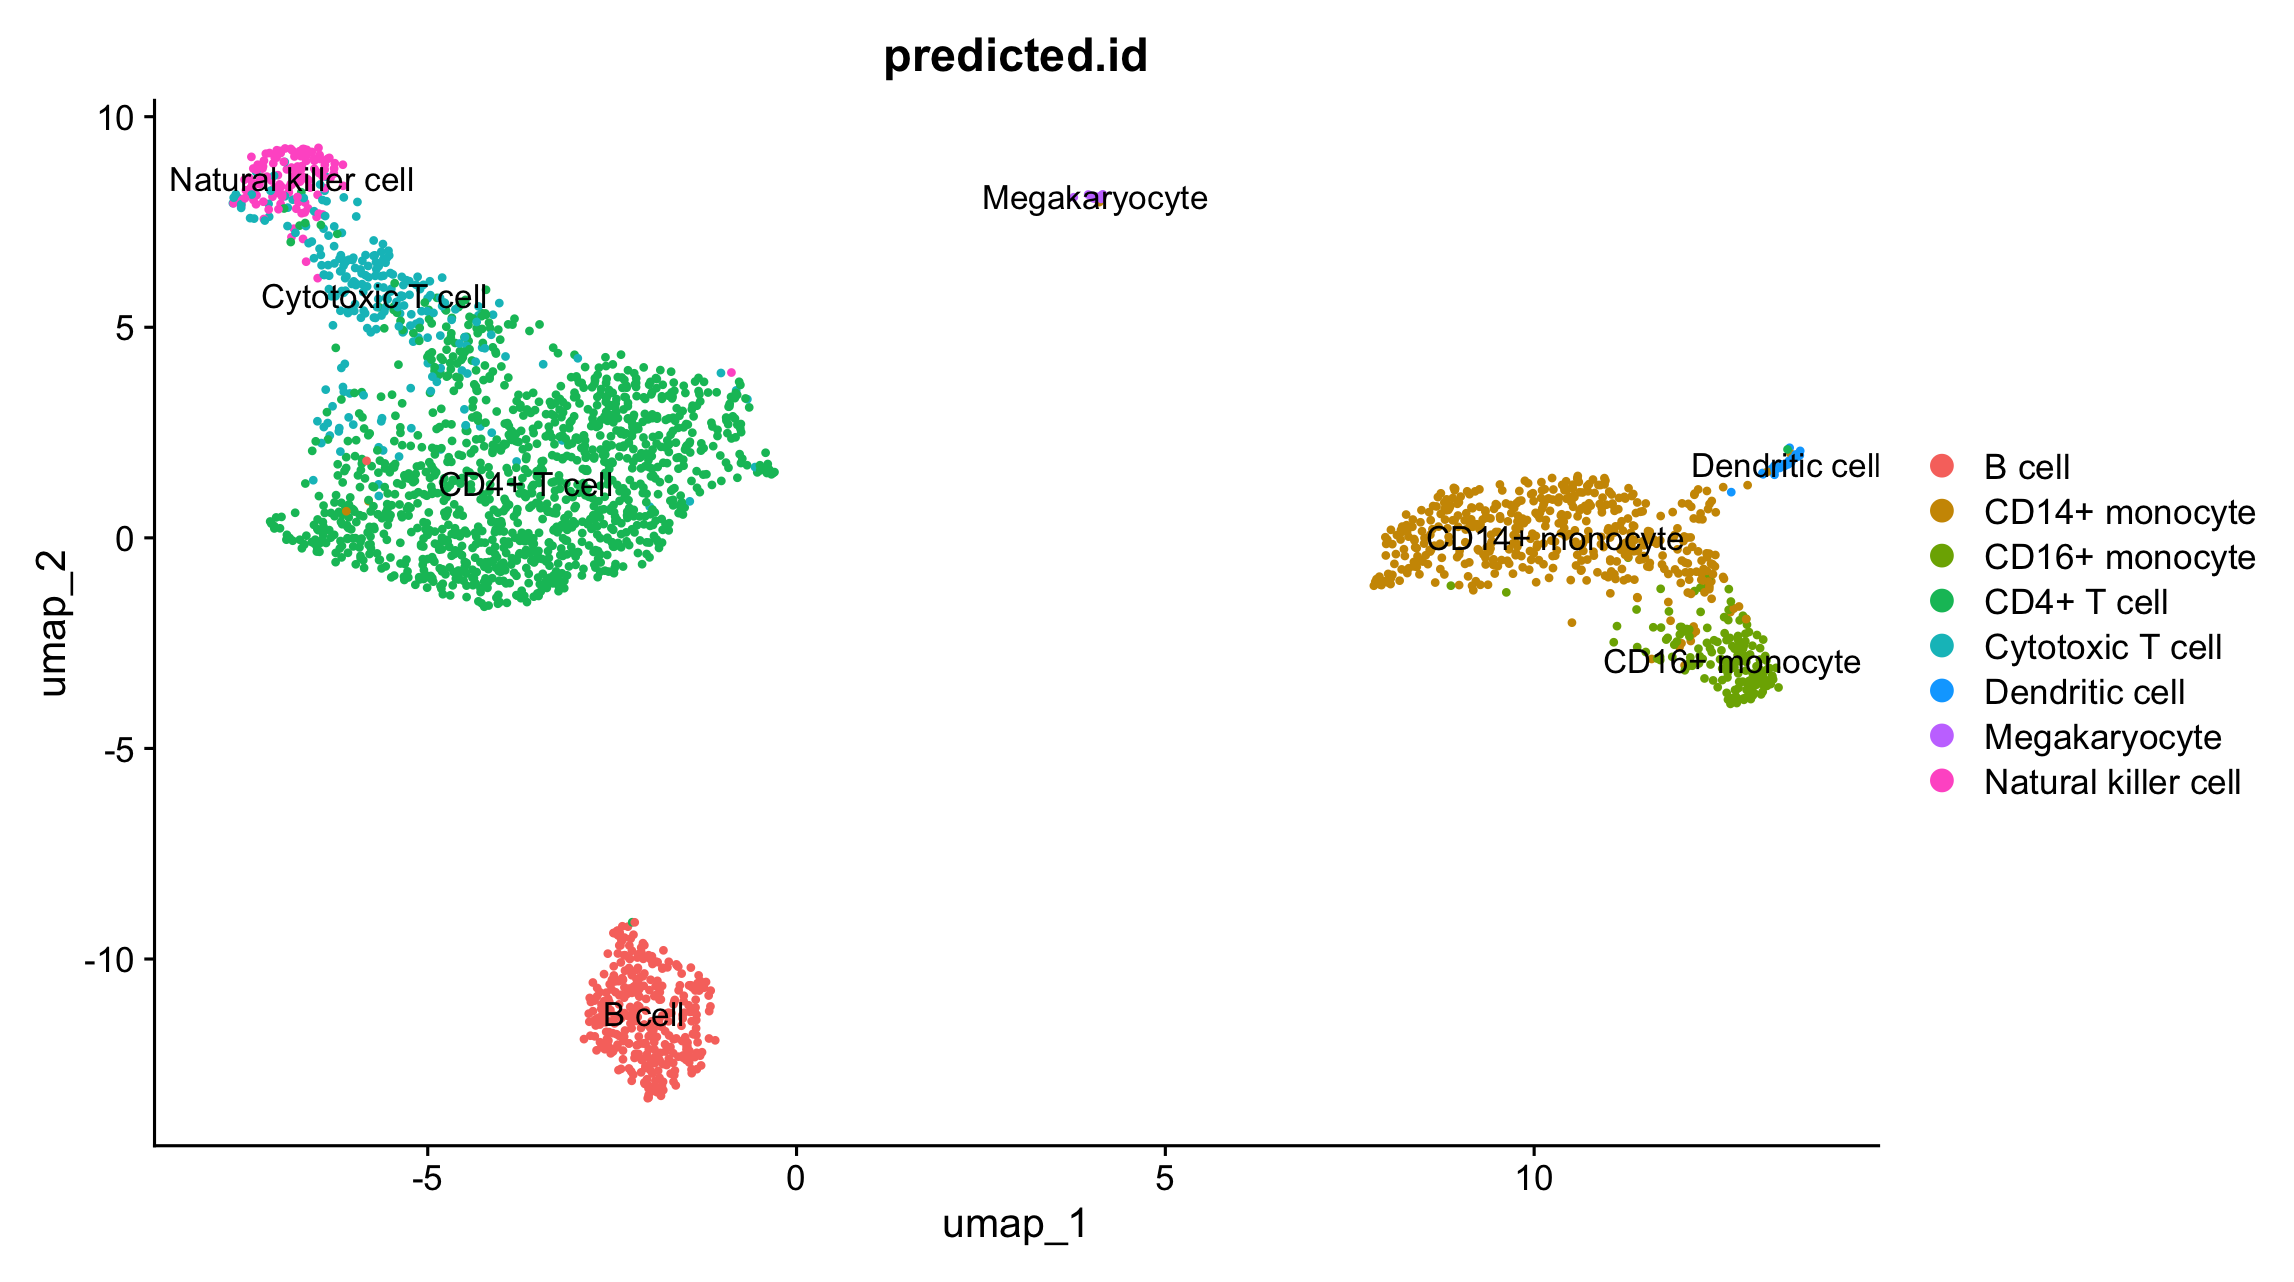 predicted.id
10
5
0
-5
-10
umap_2
Natural killer cell
Megakaryocyte
Cytotoxic T cell
CD4+ T cell
Dendritic cell
CD14+ monocyte
CD16+ monocyte
B cell
-5
0
5
10
umap_1
B cell
CD14+ monocyte
CD16+ monocyte
CD4+ T cell
Cytotoxic T cell
Dendritic cell
Megakaryocyte
Natural killer cell